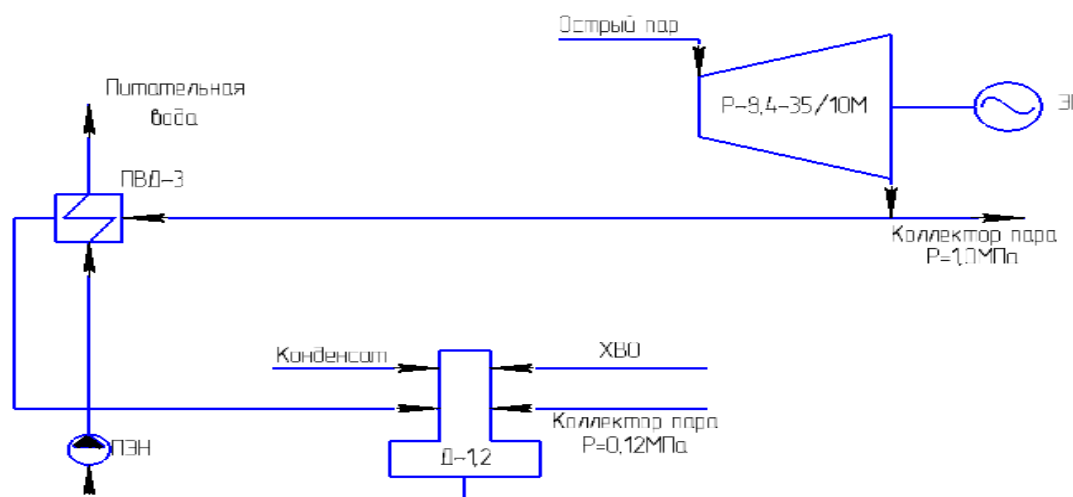 Острый пар
Р-9,4-35/10М
Питательная
вода
ПВД-3
Коллектор пара
Р=1,0МПа
Конденсат
ХВО
Коллектор пара
Р=0,12МПа
ПЭН
Д-1,2